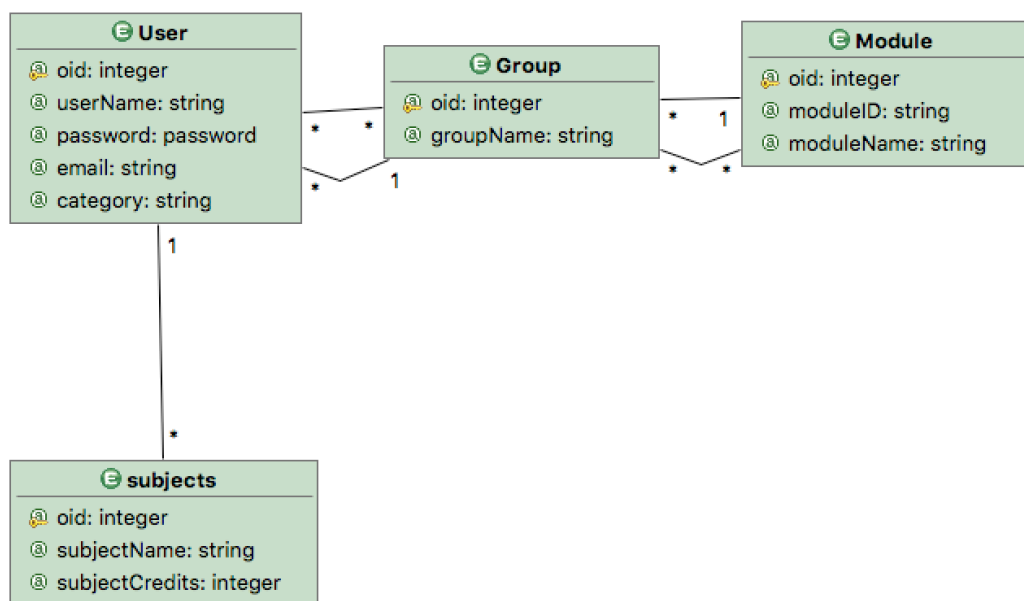 User
oid: integer
userName: string
password: password
email: string
category: string
* *
* 1
Group
oid: integer
groupName: string
* 1
* *
Module
oid: integer
moduleID: string
moduleName: string
1
*
subjects
oid: integer
subjectName: string
subjectCredits: integer